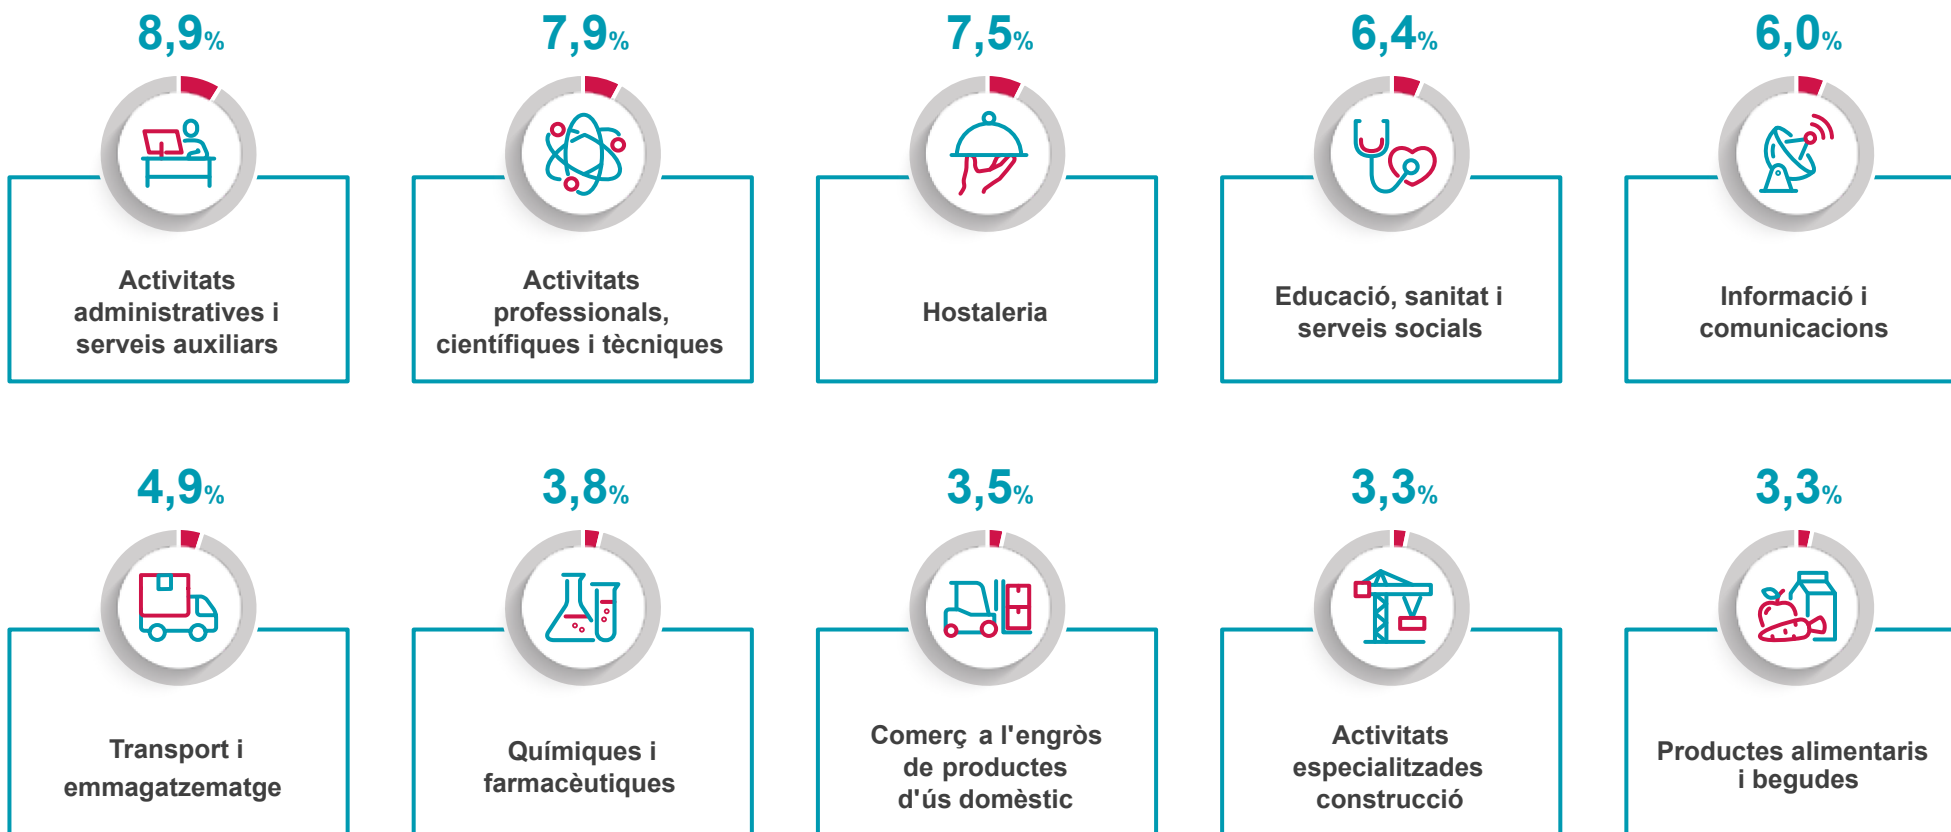 8,9%
Activitats
administratives i
serveis auxiliars
7,9%
Activitats
professionals,
científiques i tècniques
7,5%
Hostaleria
6,4%
Educació, sanitat i
serveis socials
6,0%
Informació i
comunicacions
4,9%
Transport i
emmagatzematge
3,8%
Químiques i
farmacèutiques
3,5%
Comerç a l'engròs
de productes
d'ús domèstic
3,3%
Activitats
especialitzades
construcció
3,3%
Productes alimentaris
i begudes